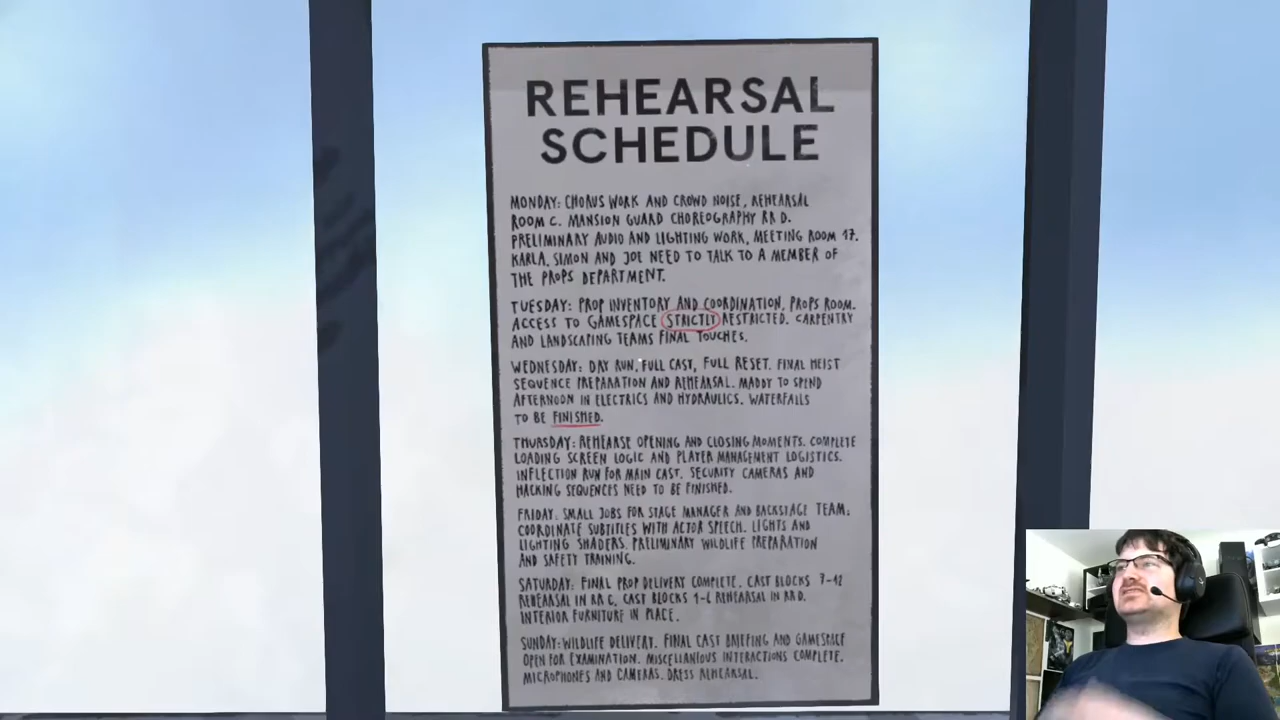 REHEARSAL
SCHEDULE
MONDAY: CHORUS WORK AND CROWD NOISE, REHEARSAL
ROOM C. MANSION GUARD CHOREOGRAPHY RR D.
PRELIMINARY AUDIO AND LIGHTING WORK, MEETING ROOM 17.
KARLA, SIMON AND JOE NEED TO TALK TO A MEMBER OF
THE PROPS DEPARTMENT.
TUESDAY: PROP INVENTORY AND COORDINATION, PROPS ROOM.
ACCESS TO GAMESPACE STRICTLY RESTRICTED. CARPENTRY
AND LANDSCAPING TEAMS FINAL TOUCHES.
WEDNESDAY: DRY RUN, FULL CAST, FULL RESET. FINAL HEIST
SEQUENCE PREPARATION AND REHEARSAL. MADDY TO SPEND
AFTERNOON IN ELECTRICS AND HYDRAULICS. WATERFALLS
TO BE FINISHED.
THURSDAY: REHEARSE OPENING AND CLOSING MOMENTS. COMPLETE
LOADING SCREEN LOGIC AND PLAYER MANAGEMENT LOGISTICS.
INFLECTION RUN FOR MAIN CAST. SECURITY CAMERAS AND
HACKING SEQUENCES NEED TO BE FINISHED.
FRIDAY: SMALL JOBS FOR STAGE MANAGER AND BACKSTAGE TEAM.
COORDINATE SUBTITLES WITH ACTOR SPEECH. LIGHTS AND
LIGHTING SHADERS. PRELIMINARY WILDLIFE PREPARATION
AND SAFETY TRAINING.
SATURDAY: FINAL PROP DELIVERY COMPLETE. CAST BLOCKS 7-12
REHEARSAL IN RR C, CAST BLOCKS 1-6 REHEARSAL IN RR D.
INTERIOR FURNITURE IN PLACE.
SUNDAY: WILDLIFE DELIVERY. FINAL CAST BRIEFING AND GAMESPACE
OPEN FOR EXAMINATION. MISCELLANIOUS INTERACTIONS COMPLETE.
MICROPHONES AND CAMERAS. DRESS REHEARSAL.